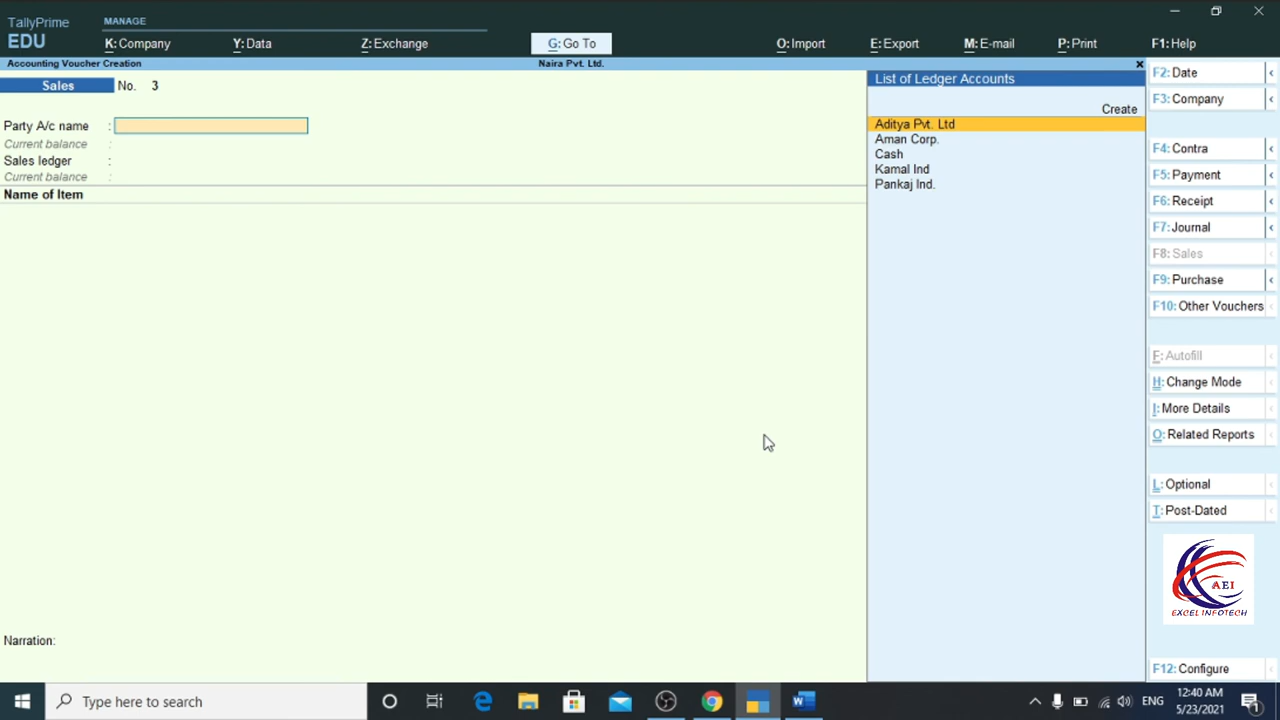 TallyPrime
EDU
MANAGE
K: Company
Y: Data
Z: Exchange
G: Go To
O: Import
E: Export
M: E-mail
P: Print
F1: Help
Accounting Voucher Creation
Naira Pvt. Ltd.
Sales No. 3
Party A/c name :
Current balance :
Sales ledger :
Current balance :
Name of Item
Narration:
List of Ledger Accounts
Create
Aditya Pvt. Ltd
Aman Corp.
Cash
Kamal Ind
Pankaj Ind.
F2: Date
F3: Company
F4: Contra
F5: Payment
F6: Receipt
F7: Journal
F8: Sales
F9: Purchase
F10: Other Vouchers
F: Autofill
H: Change Mode
I: More Details
O: Related Reports
L: Optional
T: Post-Dated
AEI
EXCEL INFOTECH
F12: Configure
Type here to search
ENG
12:40 AM
5/23/2021
1